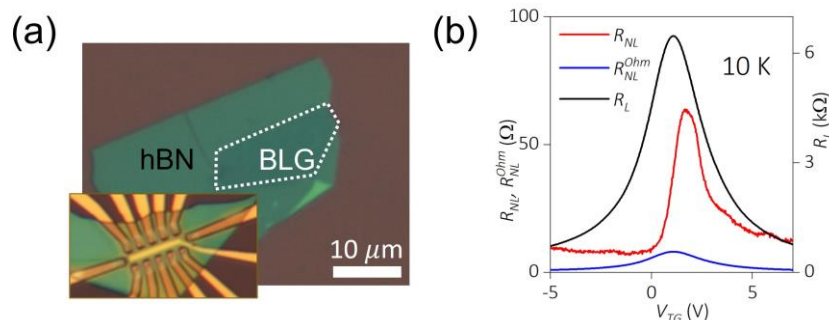 (a)
hBN
BLG
10 μm
(b)
100
50
0
R_NL, R_NL^Ohm (Ω)
R_NL
R_NL^Ohm
R_L
10 K
6
3
0
R_L (kΩ)
-5
0
5
V_TG (V)